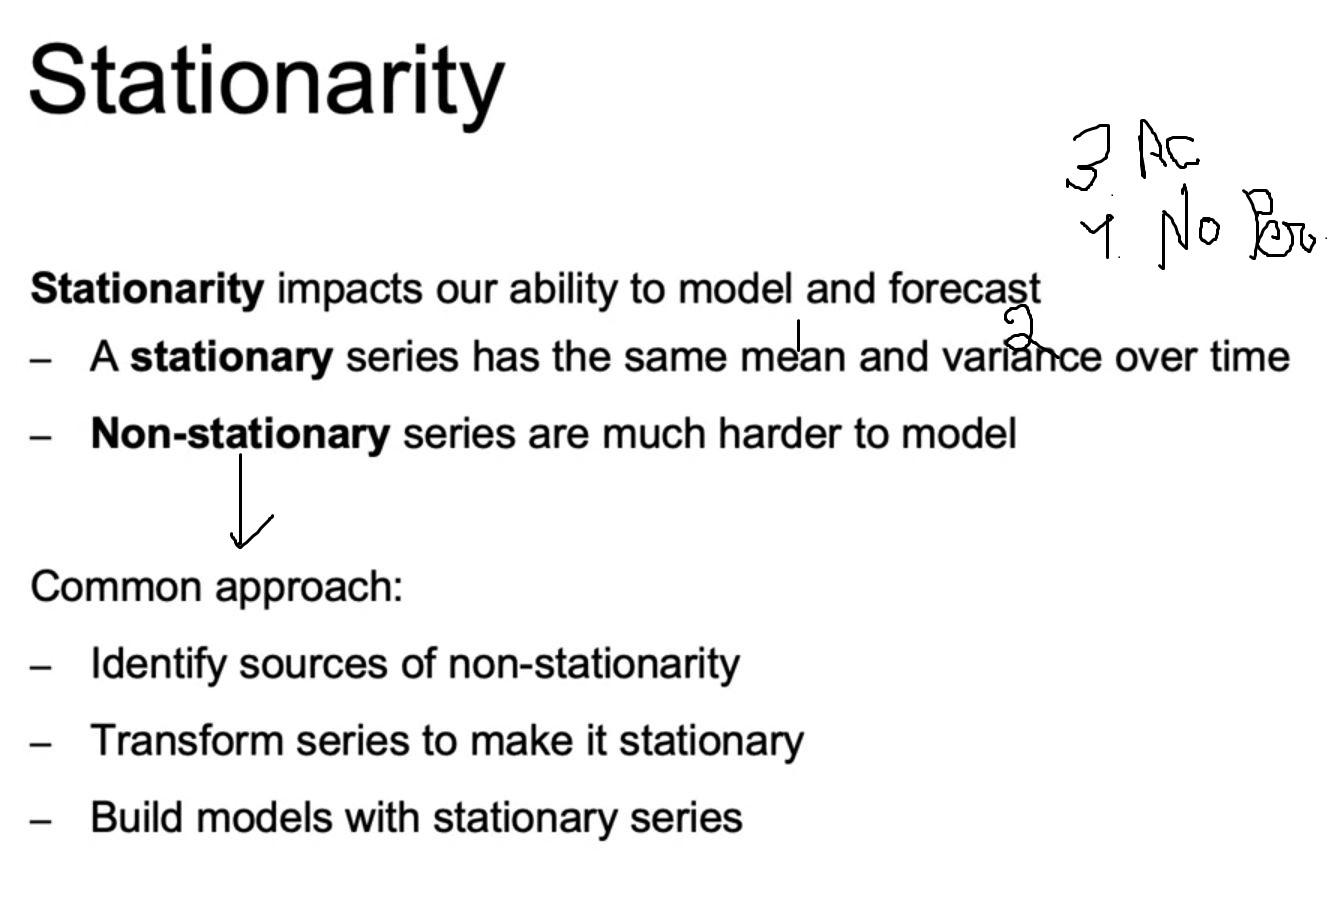 Stationarity
3 AC
4. No Per.
Stationarity impacts our ability to model and forecast
1 2
– A stationary series has the same mean and variance over time
– Non-stationary series are much harder to model
Common approach:
– Identify sources of non-stationarity
– Transform series to make it stationary
– Build models with stationary series